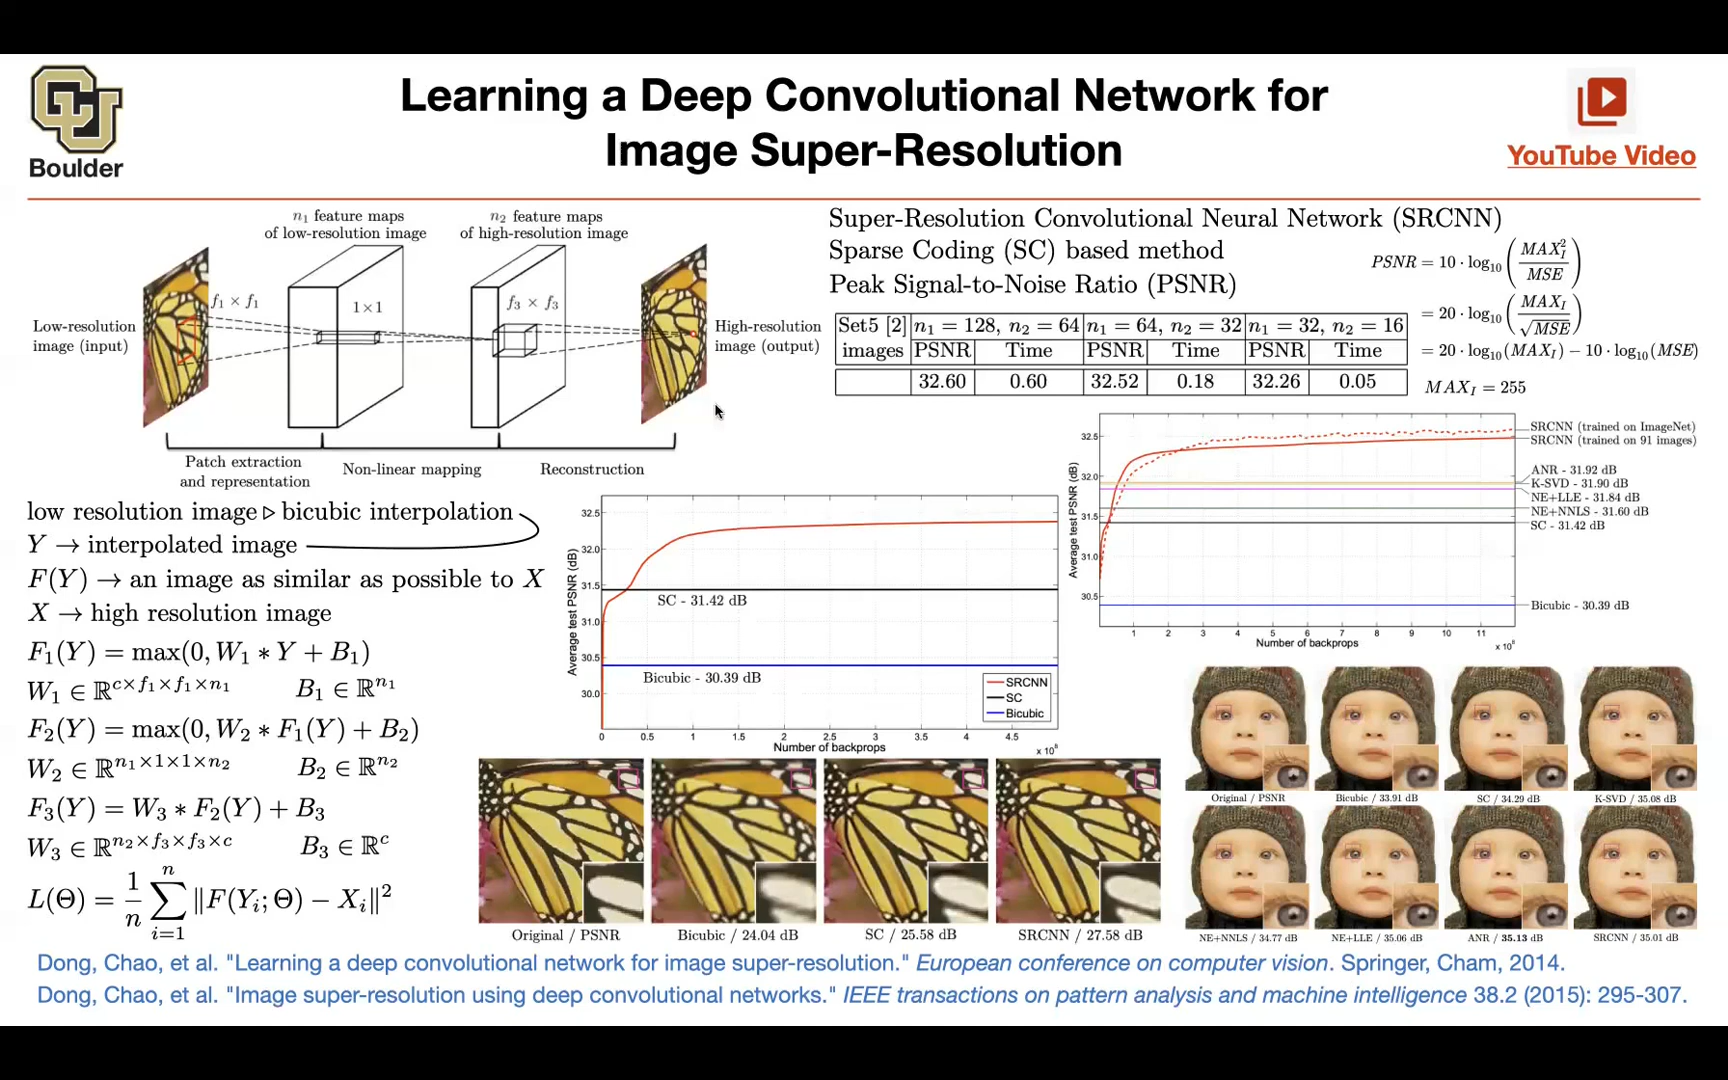 CU
Boulder
Learning a Deep Convolutional Network for
Image Super-Resolution
YouTube Video
n₁ feature maps
of low-resolution image
n₂ feature maps
of high-resolution image
f₁ × f₁
1×1
f₃ × f₃
Low-resolution
image (input)
High-resolution
image (output)
Patch extraction
and representation
Non-linear mapping
Reconstruction
Super-Resolution Convolutional Neural Network (SRCNN)
Sparse Coding (SC) based method
Peak Signal-to-Noise Ratio (PSNR)
PSNR = 10 · log₁₀ (MAX_I² / MSE)
= 20 · log₁₀ (MAX_I / √MSE)
= 20 · log₁₀(MAX_I) − 10 · log₁₀(MSE)
MAX_I = 255
Set5 [2] n₁ = 128, n₂ = 64 n₁ = 64, n₂ = 32 n₁ = 32, n₂ = 16
images PSNR Time PSNR Time PSNR Time
32.60 0.60 32.52 0.18 32.26 0.05
low resolution image ▷ bicubic interpolation
Y → interpolated image
F(Y) → an image as similar as possible to X
X → high resolution image
F₁(Y) = max(0, W₁ ∗ Y + B₁)
W₁ ∈ ℝ^{c×f₁×f₁×n₁} B₁ ∈ ℝ^{n₁}
F₂(Y) = max(0, W₂ ∗ F₁(Y) + B₂)
W₂ ∈ ℝ^{n₁×1×1×n₂} B₂ ∈ ℝ^{n₂}
F₃(Y) = W₃ ∗ F₂(Y) + B₃
W₃ ∈ ℝ^{n₂×f₃×f₃×c} B₃ ∈ ℝ^c
L(Θ) = 1/n Σ_{i=1}^{n} ‖F(Y_i; Θ) − X_i‖²
Average test PSNR (dB)
32.5
32.0
31.5
31.0
30.5
30.0
SC - 31.42 dB
Bicubic - 30.39 dB
SRCNN
SC
Bicubic
0 0.5 1 1.5 2 2.5 3 3.5 4 4.5
Number of backprops
x 10⁸
Average test PSNR (dB)
32.5
32.0
31.5
31.0
30.5
SRCNN (trained on ImageNet)
SRCNN (trained on 91 images)
ANR - 31.92 dB
K-SVD - 31.90 dB
NE+LLE - 31.84 dB
NE+NNLS - 31.60 dB
SC - 31.42 dB
Bicubic - 30.39 dB
1 2 3 4 5 6 7 8 9 10 11
Number of backprops
x 10⁸
Original / PSNR
Bicubic / 24.04 dB
SC / 25.58 dB
SRCNN / 27.58 dB
Original / PSNR
Bicubic / 33.91 dB
SC / 34.29 dB
K-SVD / 35.08 dB
NE+NNLS / 34.77 dB
NE+LLE / 35.06 dB
ANR / 35.13 dB
SRCNN / 35.01 dB
Dong, Chao, et al. "Learning a deep convolutional network for image super-resolution." European conference on computer vision. Springer, Cham, 2014.
Dong, Chao, et al. "Image super-resolution using deep convolutional networks." IEEE transactions on pattern analysis and machine intelligence 38.2 (2015): 295-307.